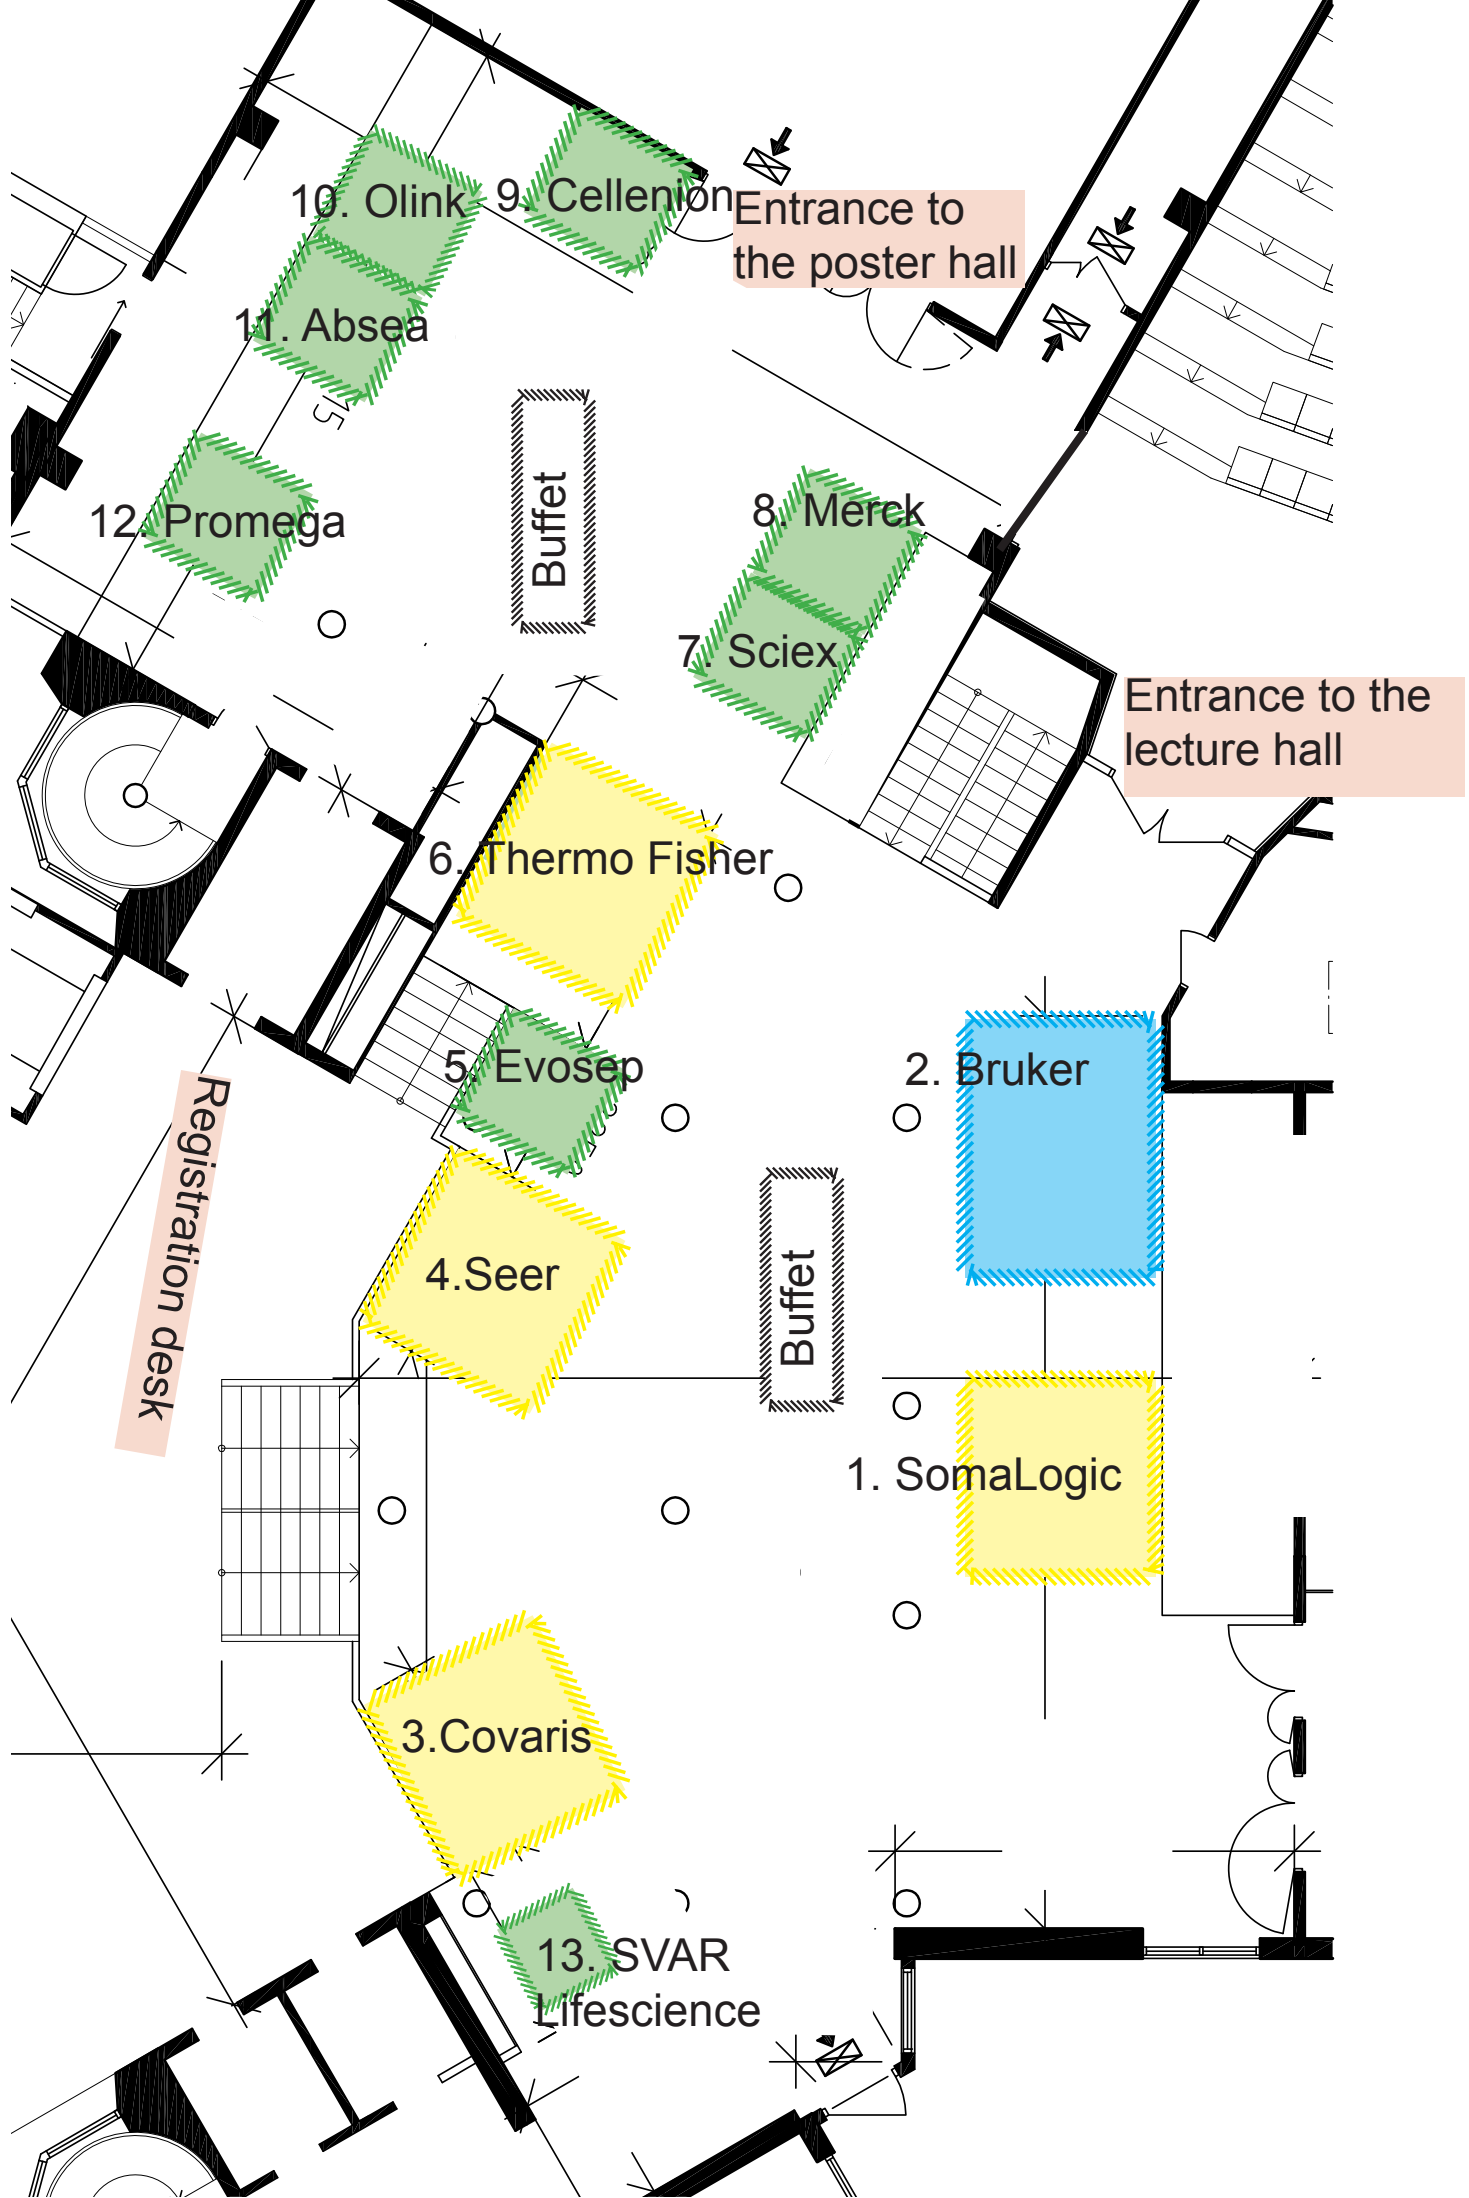 10. Olink
9. Cellenion
Entrance to
the poster hall
11. Absea
15
12. Promega
Buffet
8. Merck
7. Sciex
Entrance to the
lecture hall
6. Thermo Fisher
5. Evosep
2. Bruker
Registration desk
4.Seer
Buffet
1. SomaLogic
3.Covaris
13. SVAR
Lifescience